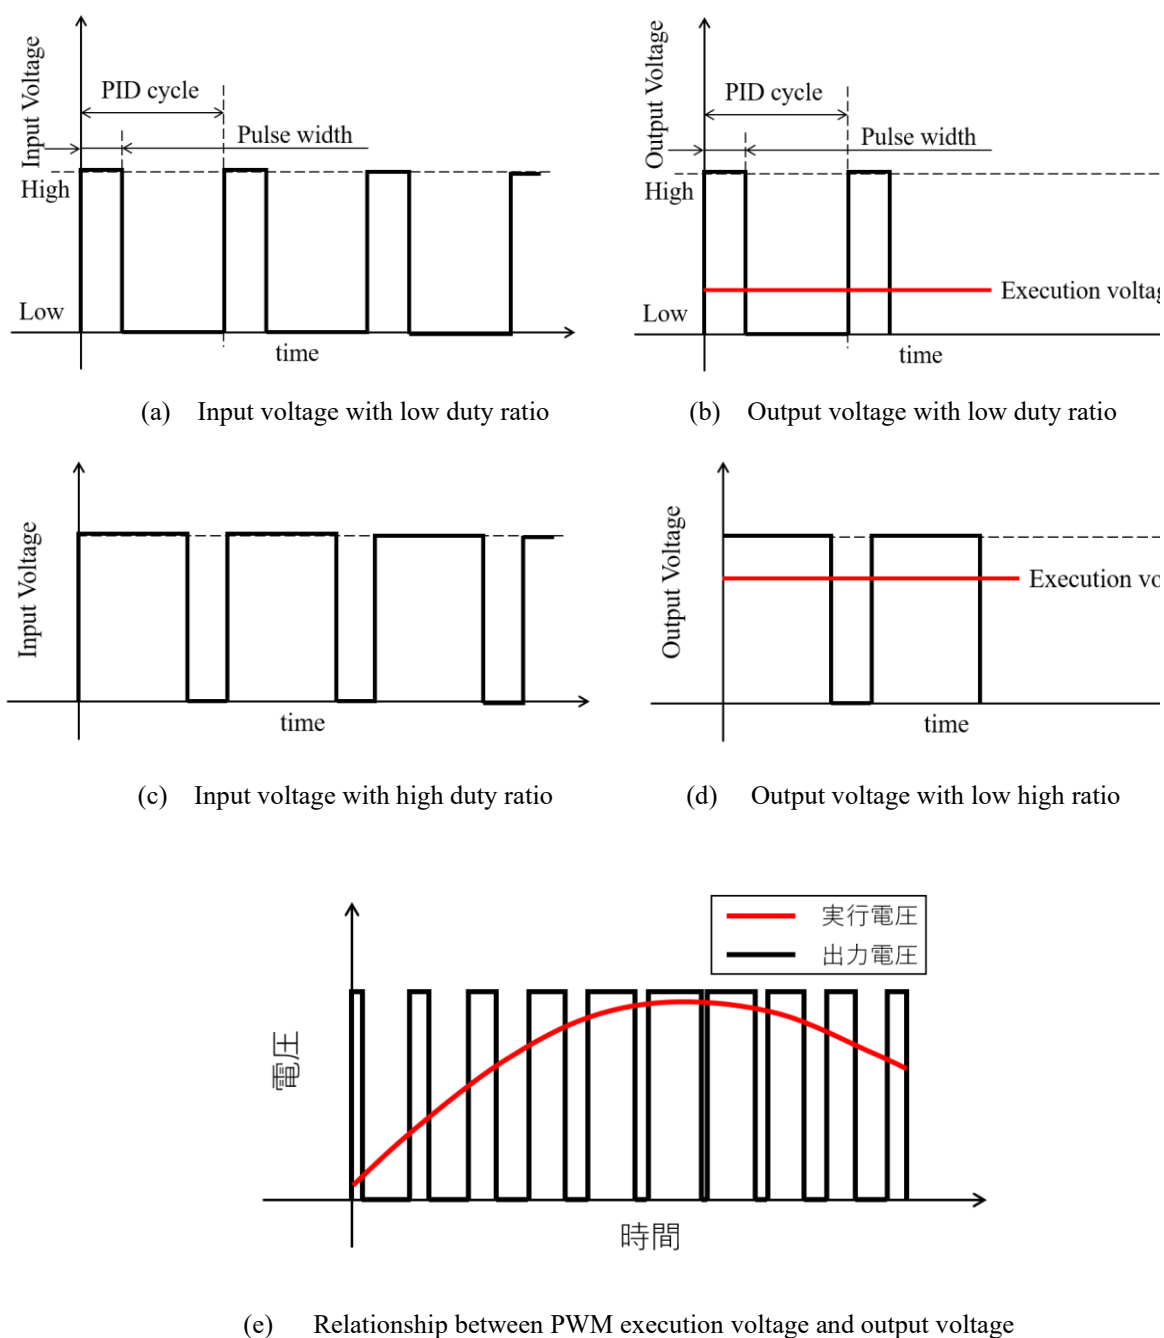 Input Voltage
PID cycle
Pulse width
High
Low
time
(a) Input voltage with low duty ratio
Output Voltage
PID cycle
Pulse width
High
Execution voltag
Low
time
(b) Output voltage with low duty ratio
Input Voltage
time
(c) Input voltage with high duty ratio
Output Voltage
Execution vo
time
(d) Output voltage with low high ratio
実行電圧
出力電圧
電圧
時間
(e) Relationship between PWM execution voltage and output voltage